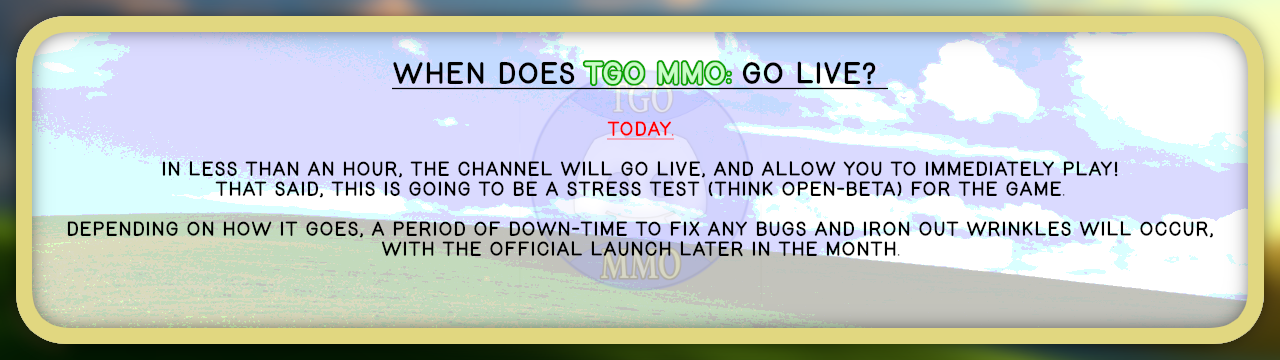 WHEN DOES TGO MMO: GO LIVE?
TGO
TODAY.
IN LESS THAN AN HOUR, THE CHANNEL WILL GO LIVE, AND ALLOW YOU TO IMMEDIATELY PLAY!
THAT SAID, THIS IS GOING TO BE A STRESS TEST (THINK OPEN-BETA) FOR THE GAME.
DEPENDING ON HOW IT GOES, A PERIOD OF DOWN-TIME TO FIX ANY BUGS AND IRON OUT WRINKLES WILL OCCUR,
WITH THE OFFICIAL LAUNCH LATER IN THE MONTH.
MMO